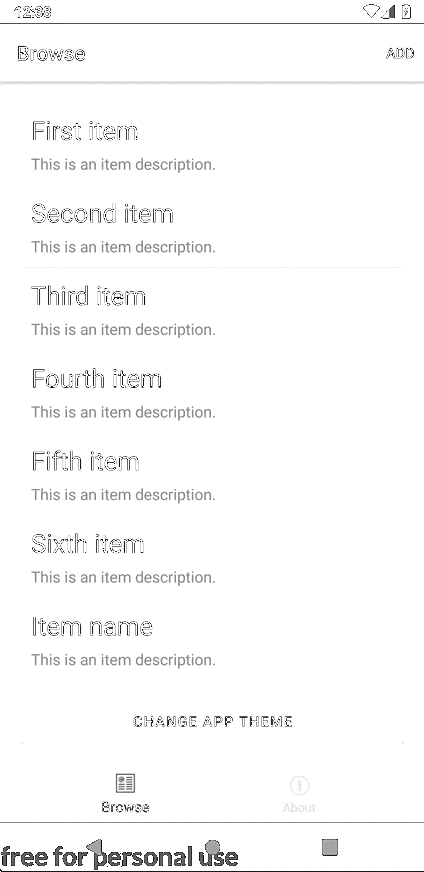 12:38
Browse
ADD
First item
This is an item description.
Second item
This is an item description.
Third item
This is an item description.
Fourth item
This is an item description.
Fifth item
This is an item description.
Sixth item
This is an item description.
Item name
This is an item description.
CHANGE APP THEME
Browse
About
free for personal use